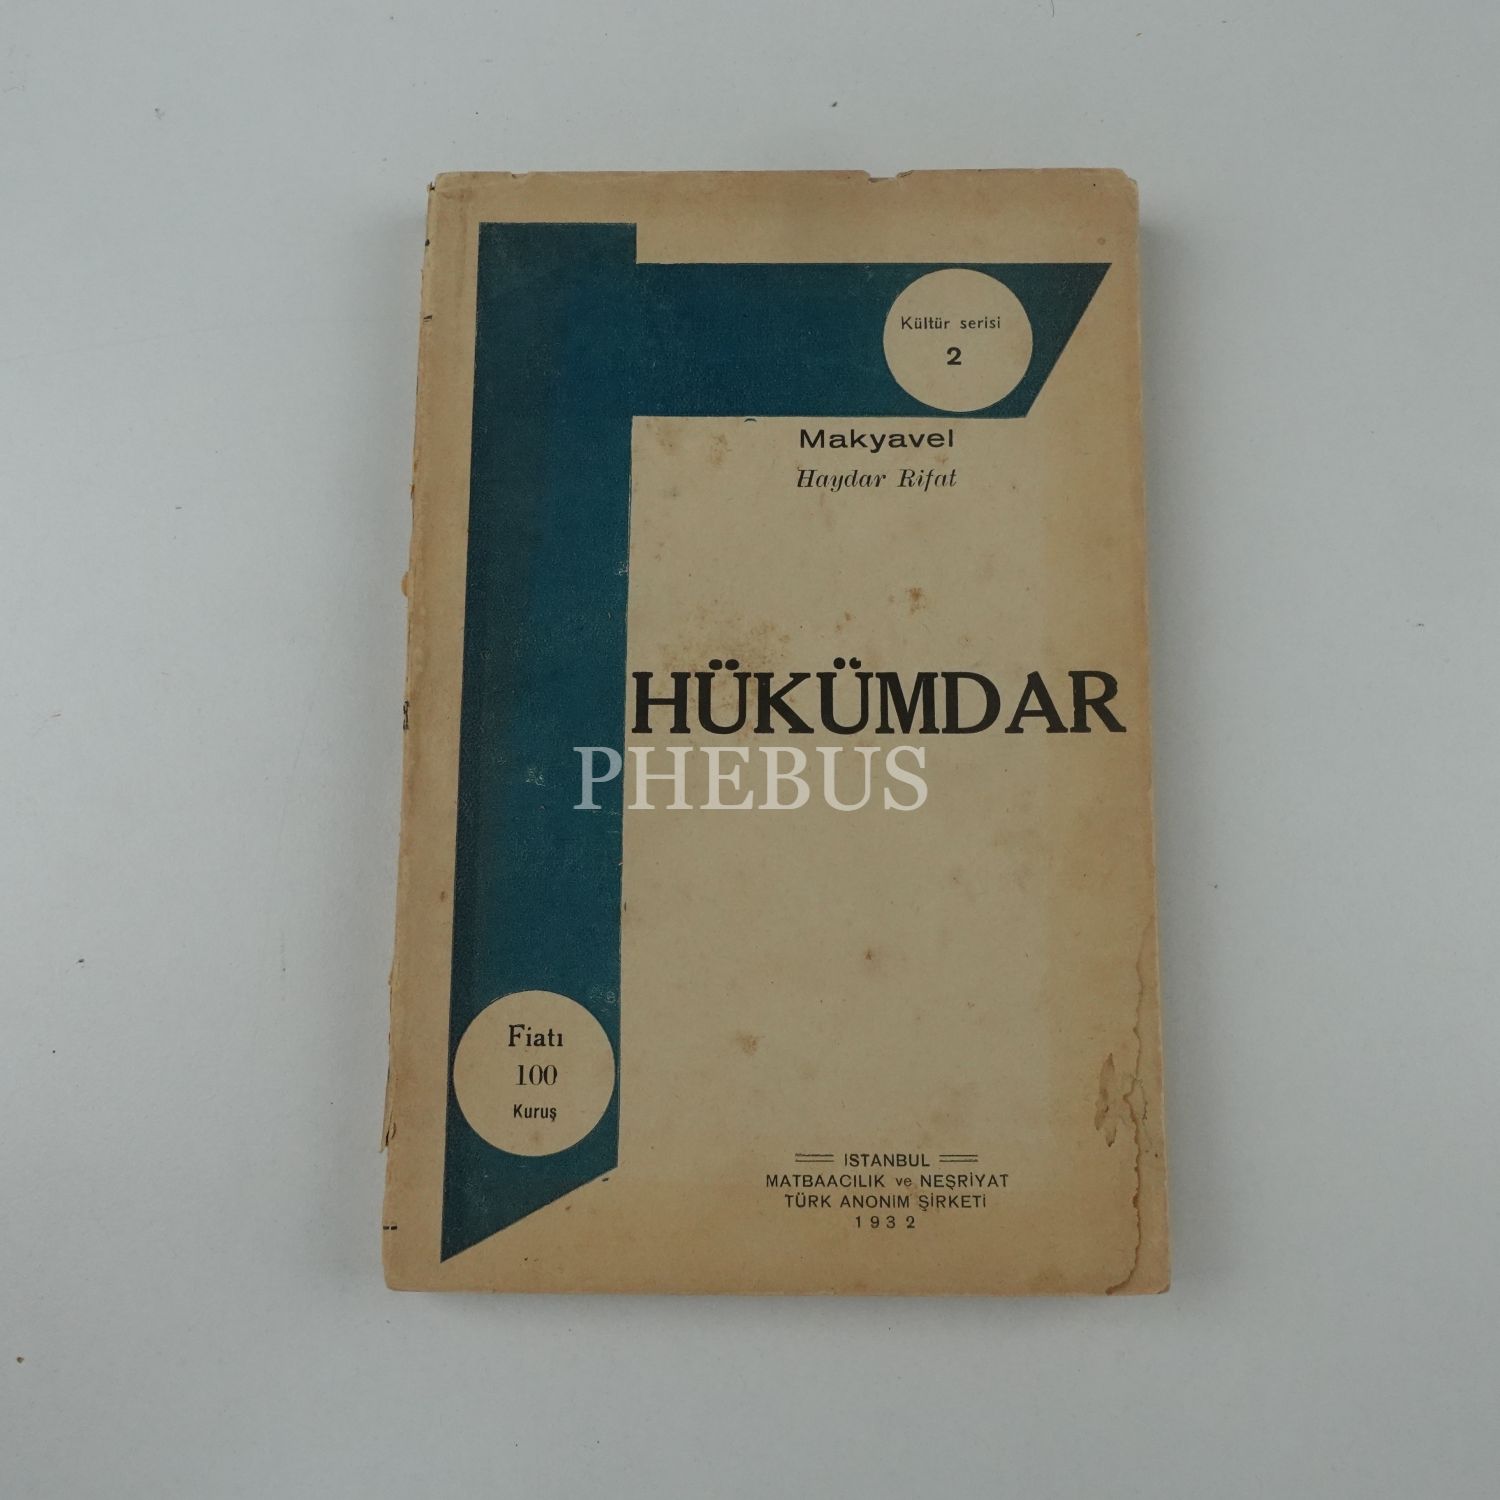 Kültür serisi
2
Makyavel
Haydar Rifat
HÜKÜMDAR
PHEBUS
Fiatı
100
Kuruş
ISTANBUL
MATBAACILIK ve NEŞRİYAT
TÜRK ANONİM ŞİRKETİ
1932